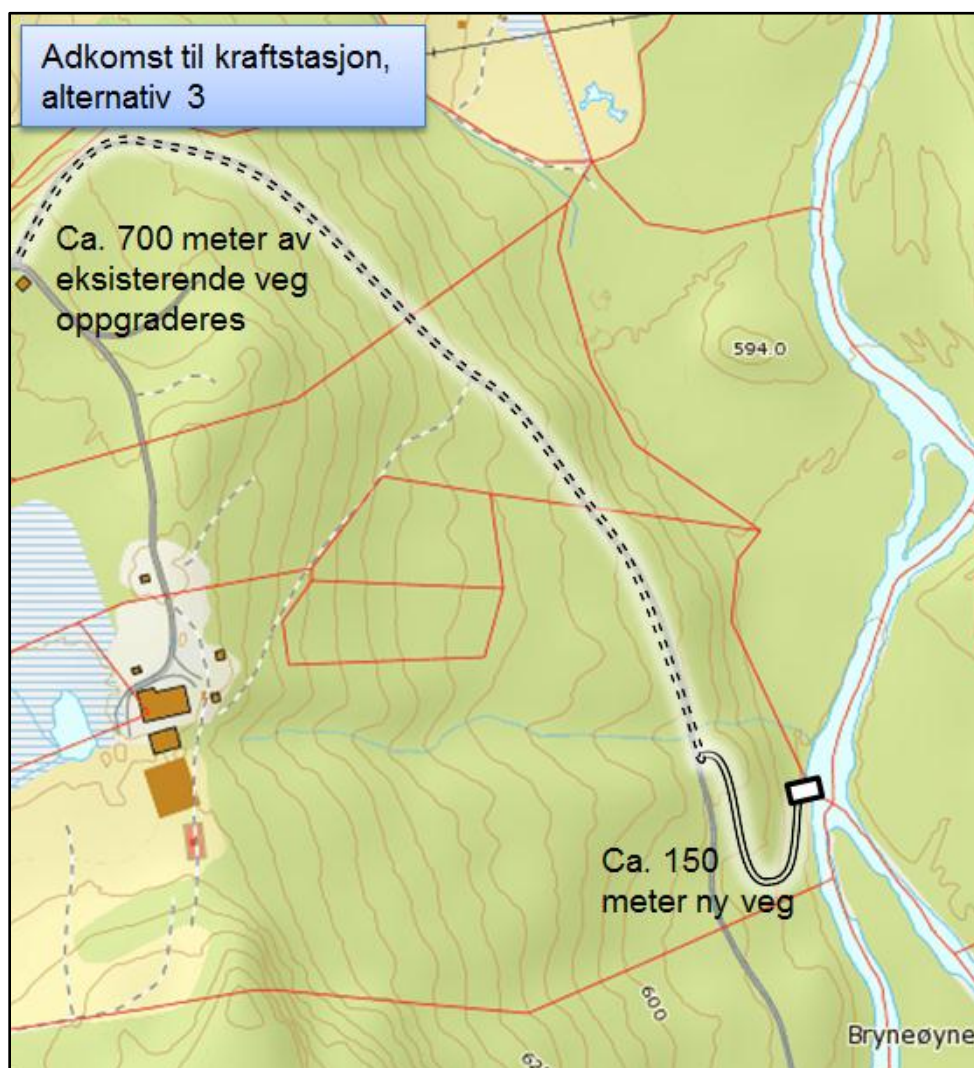 Adkomst til kraftstasjon,
alternativ 3
Ca. 700 meter av
eksisterende veg
oppgraderes
594.0
Ca. 150
meter ny veg
600
Bryneøyne